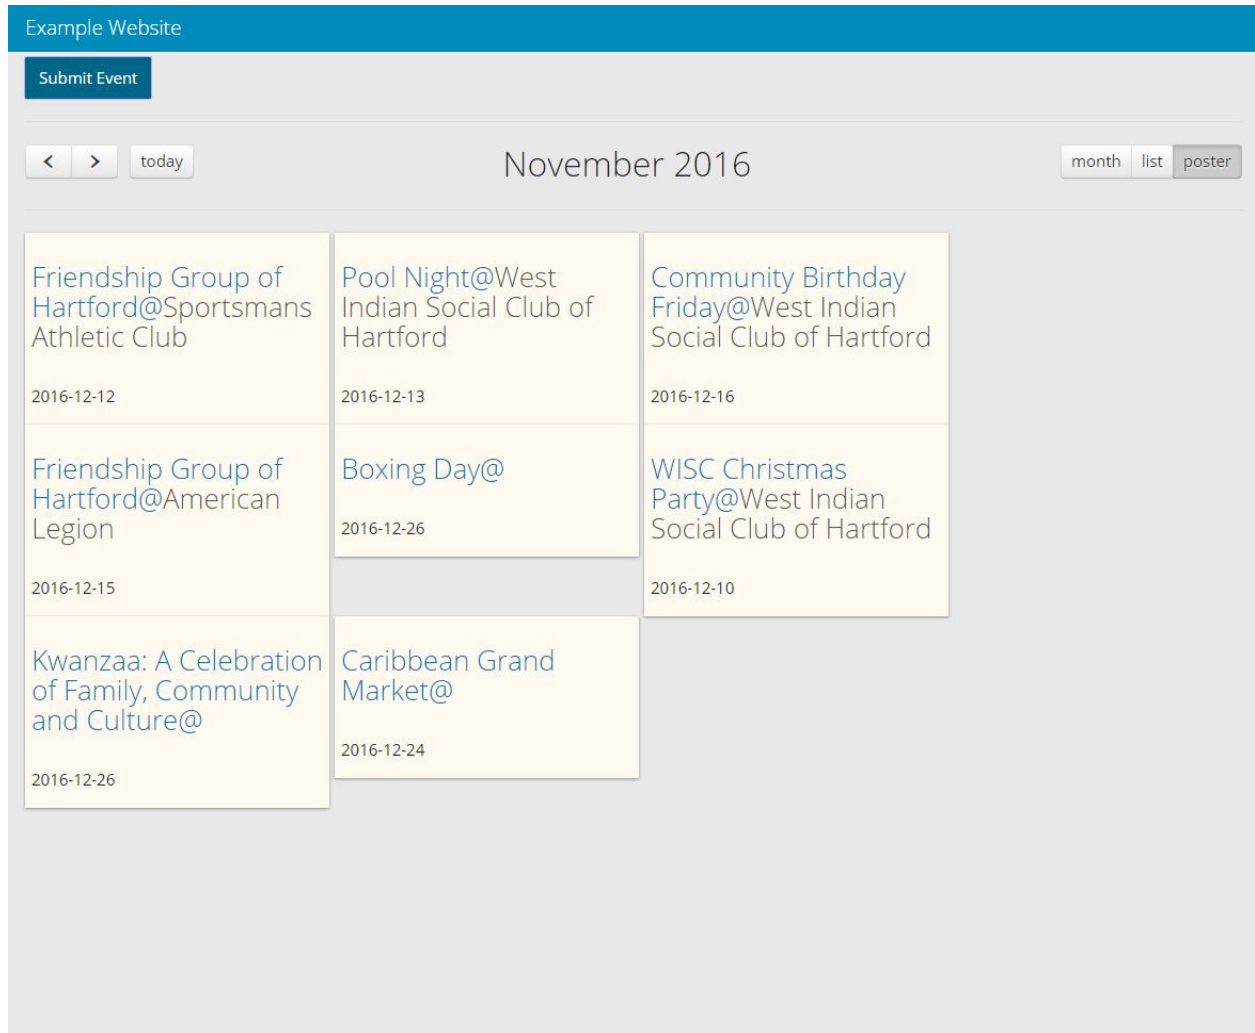 Example Website
Submit Event
today
November 2016
month list poster
Friendship Group of
Hartford@Sportsmans
Athletic Club
2016-12-12
Pool Night@West
Indian Social Club of
Hartford
2016-12-13
Community Birthday
Friday@West Indian
Social Club of Hartford
2016-12-16
Friendship Group of
Hartford@American
Legion
2016-12-15
Boxing Day@
2016-12-26
WISC Christmas
Party@West Indian
Social Club of Hartford
2016-12-10
Kwanzaa: A Celebration
of Family, Community
and Culture@
2016-12-26
Caribbean Grand
Market@
2016-12-24